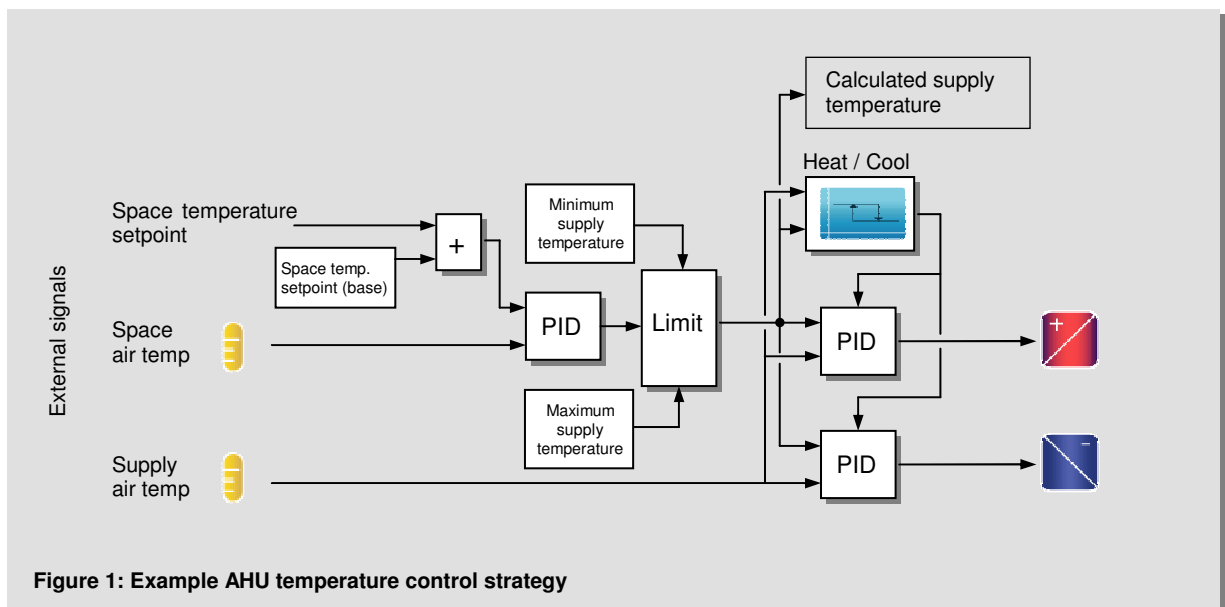 Calculated supply
temperature
Heat / Cool
Space temperature
setpoint
Minimum
supply
temperature
+
Space temp.
setpoint (base)
External signals
Space
air temp
PID
Limit
PID
+
Maximum
supply
temperature
Supply
air temp
PID
-
Figure 1: Example AHU temperature control strategy